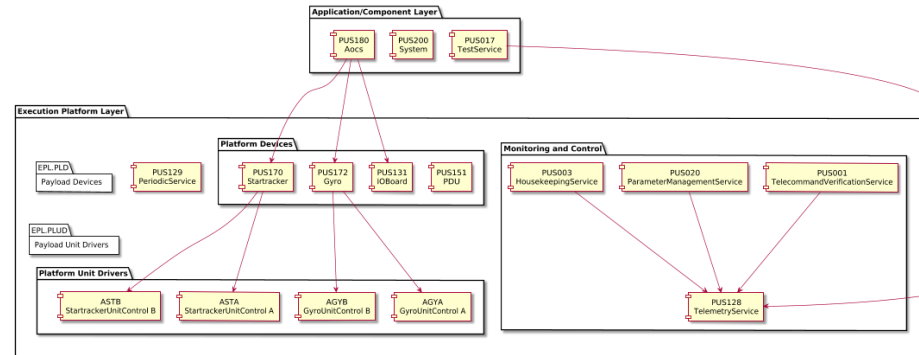 Application/Component Layer
PUS180
Aocs
PUS200
System
PUS017
TestService
Execution Platform Layer
EPL.PLD
Payload Devices
PUS129
PeriodicService
Platform Devices
PUS170
Startracker
PUS172
Gyro
PUS131
iOBoard
PUS151
PDU
Monitoring and Control
PUS003
HousekeepingService
PUS020
ParameterManagementService
PUS001
TelecommandVerificationService
EPL.PLUD
Payload Unit Drivers
Platform Unit Drivers
ASTB
StartrackerUnitControl B
ASTA
StartrackerUnitControl A
AGYB
GyroUnitControl B
AGYA
GyroUnitControl A
PUS128
TelemetryService